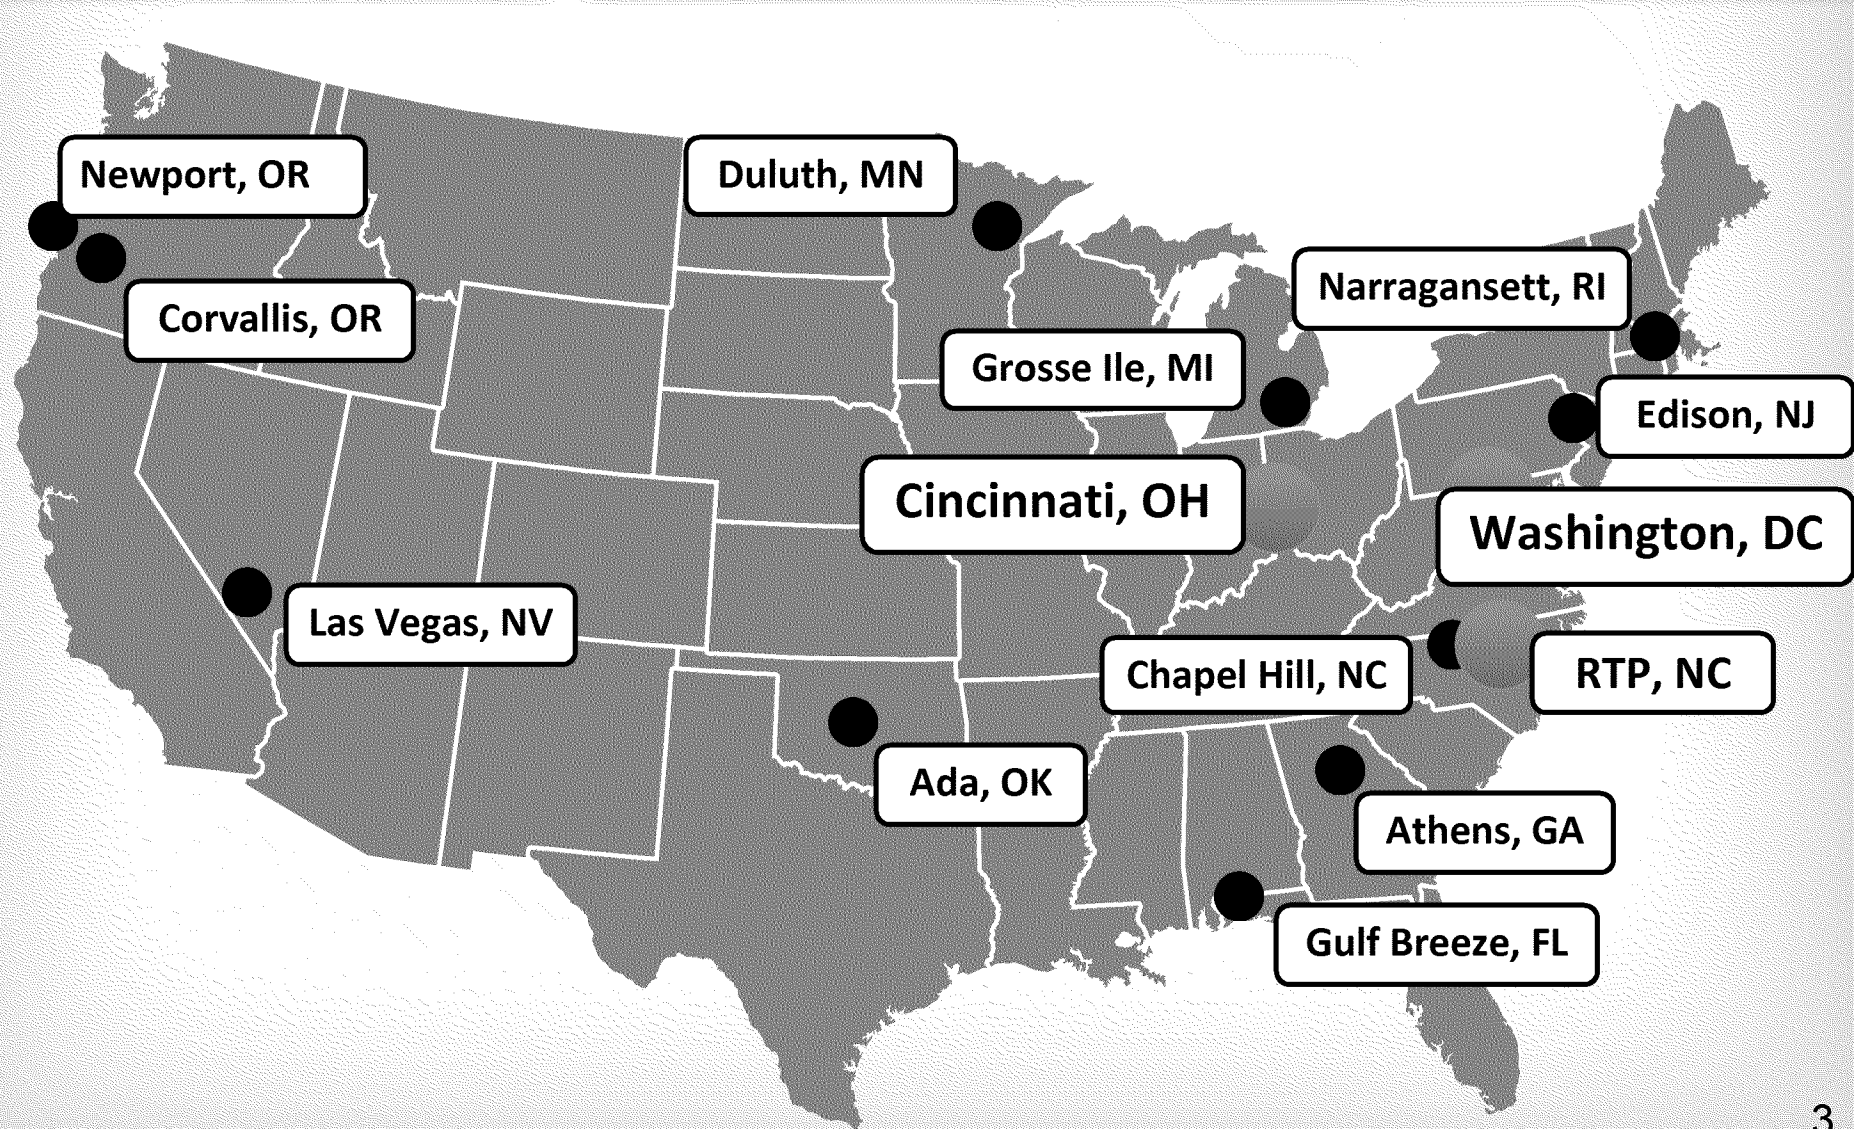 Newport, OR
Duluth, MN
Narragansett, RI
Corvallis, OR
Grosse Ile, MI
Edison, NJ
Cincinnati, OH
Washington, DC
Las Vegas, NV
Chapel Hill, NC
RTP, NC
Ada, OK
Athens, GA
Gulf Breeze, FL
3